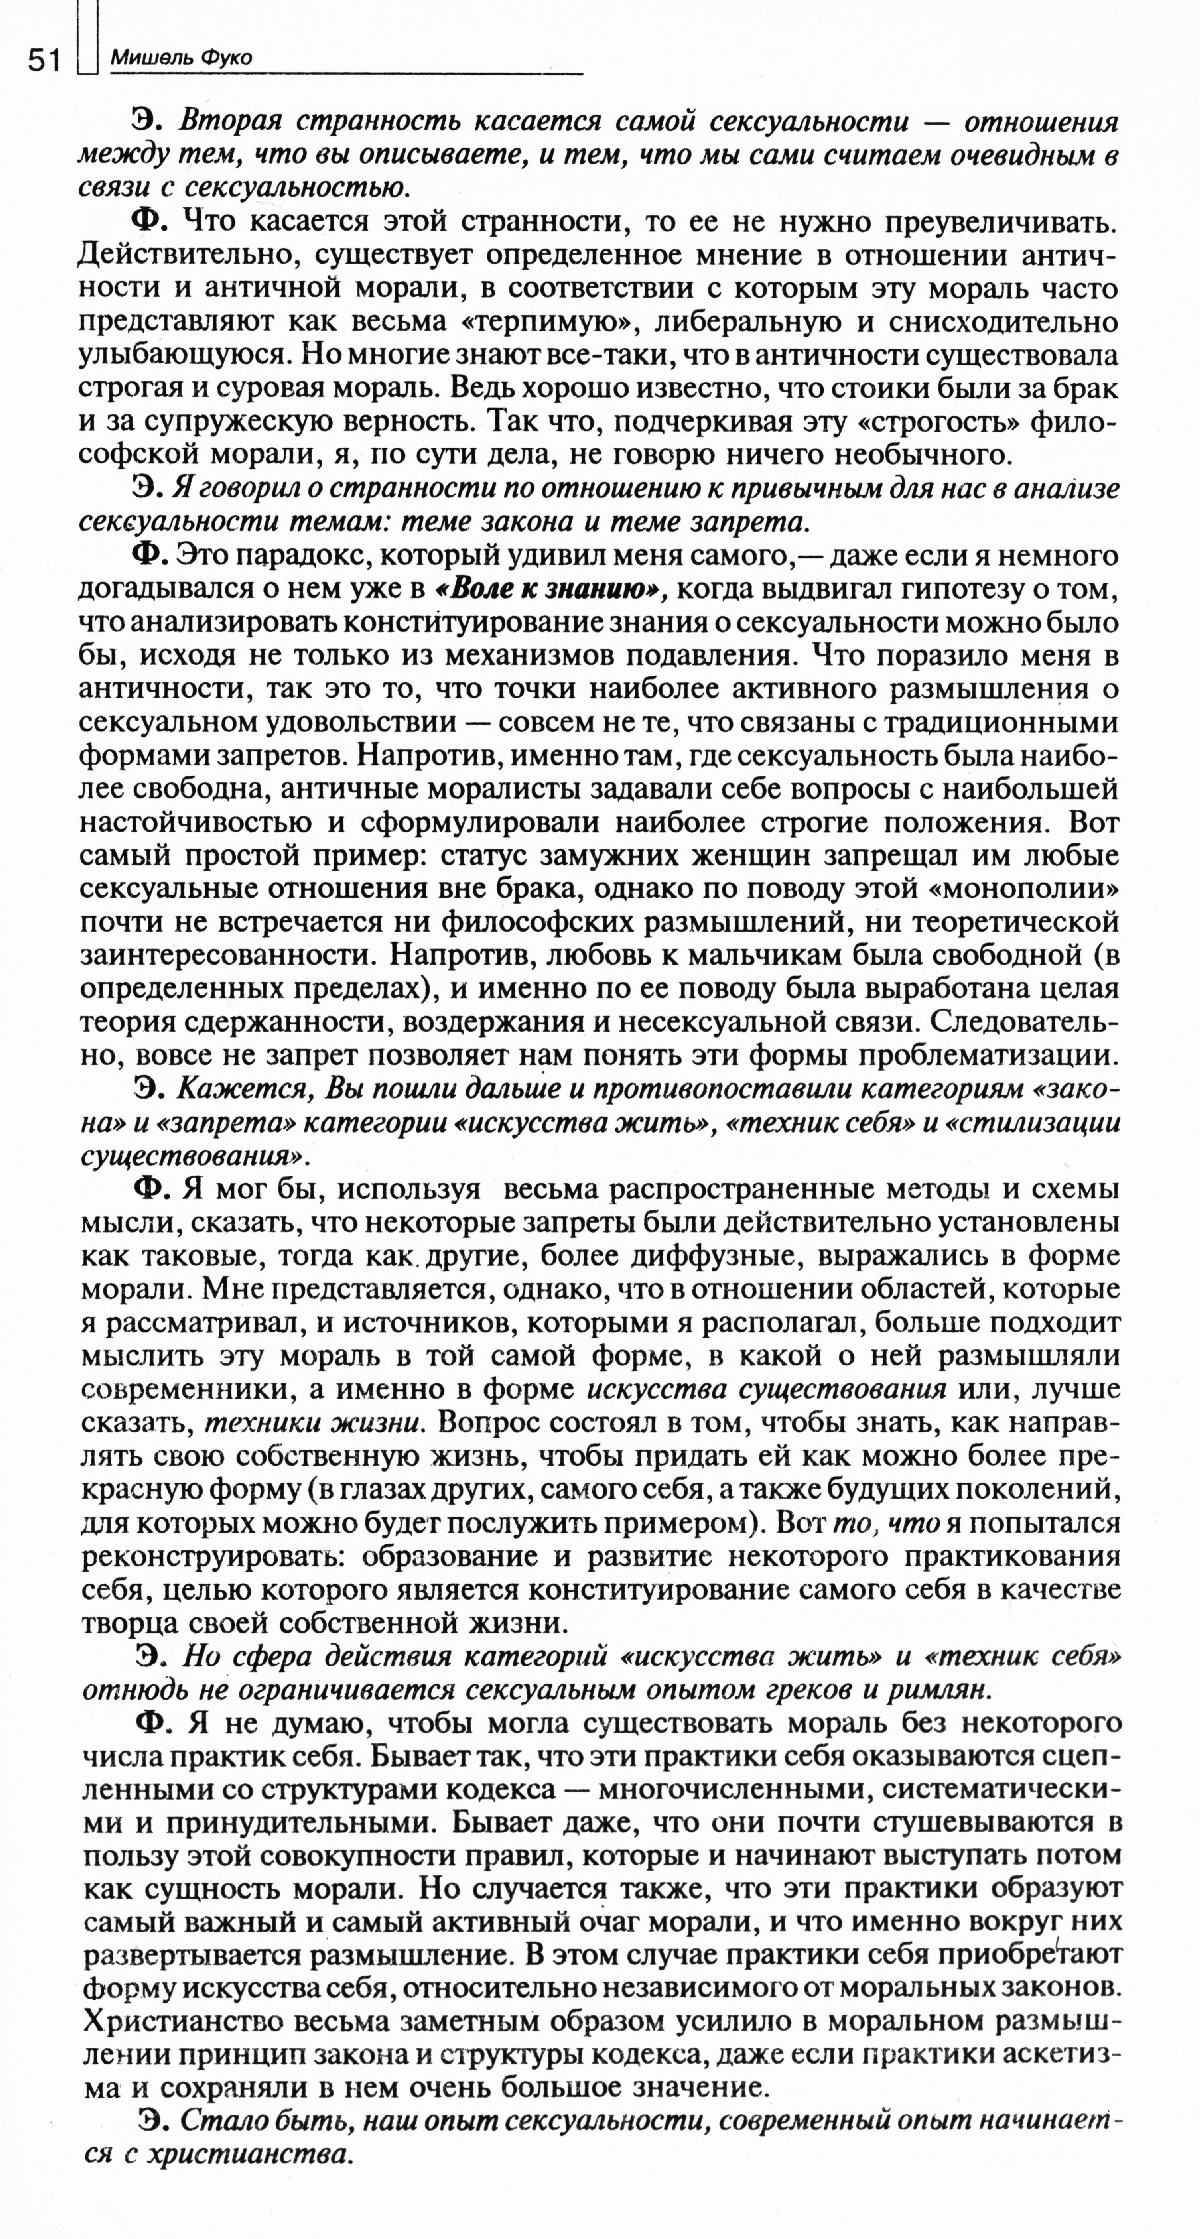 51
Мишель Фуко
Э. Вторая странность касается самой сексуальности — отношения
между тем, что вы описываете, и тем, что мы сами считаем очевидным в
связи с сексуальностью.
Ф. Что касается этой странности, то ее не нужно преувеличивать.
Действительно, существует определенное мнение в отношении антич-
ности и античной морали, в соответствии с которым эту мораль часто
представляют как весьма «терпимую», либеральную и снисходительно
улыбающуюся. Но многие знают все-таки, что в античности существовала
строгая и суровая мораль. Ведь хорошо известно, что стоики были за брак
и за супружескую верность. Так что, подчеркивая эту «строгость» фило-
софской морали, я, по сути дела, не говорю ничего необычного.
Э. Я говорил о странности по отношению к привычным для нас в анализе
сексуальности темам: теме закона и теме запрета.
Ф. Это парадокс, который удивил меня самого,— даже если я немного
догадывался о нем уже в «Воле к знанию», когда выдвигал гипотезу о том,
что анализировать конституирование знания о сексуальности можно было
бы, исходя не только из механизмов подавления. Что поразило меня в
античности, так это то, что точки наиболее активного размышления о
сексуальном удовольствии — совсем не те, что связаны с традиционными
формами запретов. Напротив, именно там, где сексуальность была наибо-
лее свободна, античные моралисты задавали себе вопросы с наибольшей
настойчивостью и сформулировали наиболее строгие положения. Вот
самый простой пример: статус замужних женщин запрещал им любые
сексуальные отношения вне брака, однако по поводу этой «монополии»
почти не встречается ни философских размышлений, ни теоретической
заинтересованности. Напротив, любовь к мальчикам была свободной (в
определенных пределах), и именно по ее поводу была выработана целая
теория сдержанности, воздержания и несексуальной связи. Следователь-
но, вовсе не запрет позволяет нам понять эти формы проблематизации.
Э. Кажется, Вы пошли дальше и противопоставили категориям «зако-
на» и «запрета» категории «искусства жить», «техник себя» и «стилизации
существования».
Ф. Я мог бы, используя весьма распространенные методы и схемы
мысли, сказать, что некоторые запреты были действительно установлены
как таковые, тогда как другие, более диффузные, выражались в форме
морали. Мне представляется, однако, что в отношении областей, которые
я рассматривал, и источников, которыми я располагал, больше подходит
мыслить эту мораль в той самой форме, в какой о ней размышляли
современники, а именно в форме искусства существования или, лучше
сказать, техники жизни. Вопрос состоял в том, чтобы знать, как направ-
лять свою собственную жизнь, чтобы придать ей как можно более пре-
красную форму (в глазах других, самого себя, а также будущих поколений,
для которых можно будет послужить примером). Вот то, что я попытался
реконструировать: образование и развитие некоторого практикования
себя, целью которого является конституирование самого себя в качестве
творца своей собственной жизни.
Э. Но сфера действия категорий «искусства жить» и «техник себя»
отнюдь не ограничивается сексуальным опытом греков и римлян.
Ф. Я не думаю, чтобы могла существовать мораль без некоторого
числа практик себя. Бывает так, что эти практики себя оказываются сцеп-
ленными со структурами кодекса — многочисленными, систематически-
ми и принудительными. Бывает даже, что они почти стушевываются в
пользу этой совокупности правил, которые и начинают выступать потом
как сущность морали. Но случается также, что эти практики образуют
самый важный и самый активный очаг морали, и что именно вокруг них
развертывается размышление. В этом случае практики себя приобретают
форму искусства себя, относительно независимого от моральных законов.
Христианство весьма заметным образом усилило в моральном размыш-
лении принцип закона и структуры кодекса, даже если практики аскетиз-
ма и сохраняли в нем очень большое значение.
Э. Стало быть, наш опыт сексуальности, современный опыт начинает-
ся с христианства.